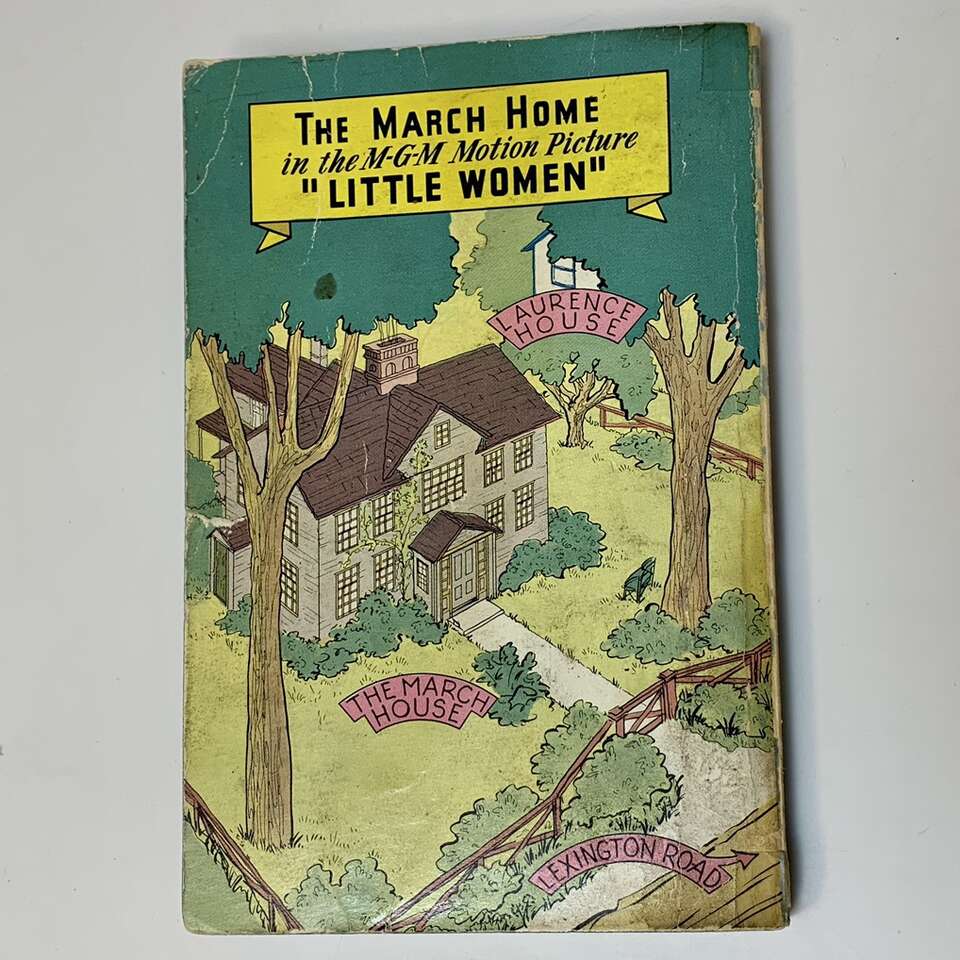 THE MARCH HOME
in the M-G-M Motion Picture
"LITTLE WOMEN"
LAURENCE
HOUSE
THE MARCH
HOUSE
LEXINGTON ROAD